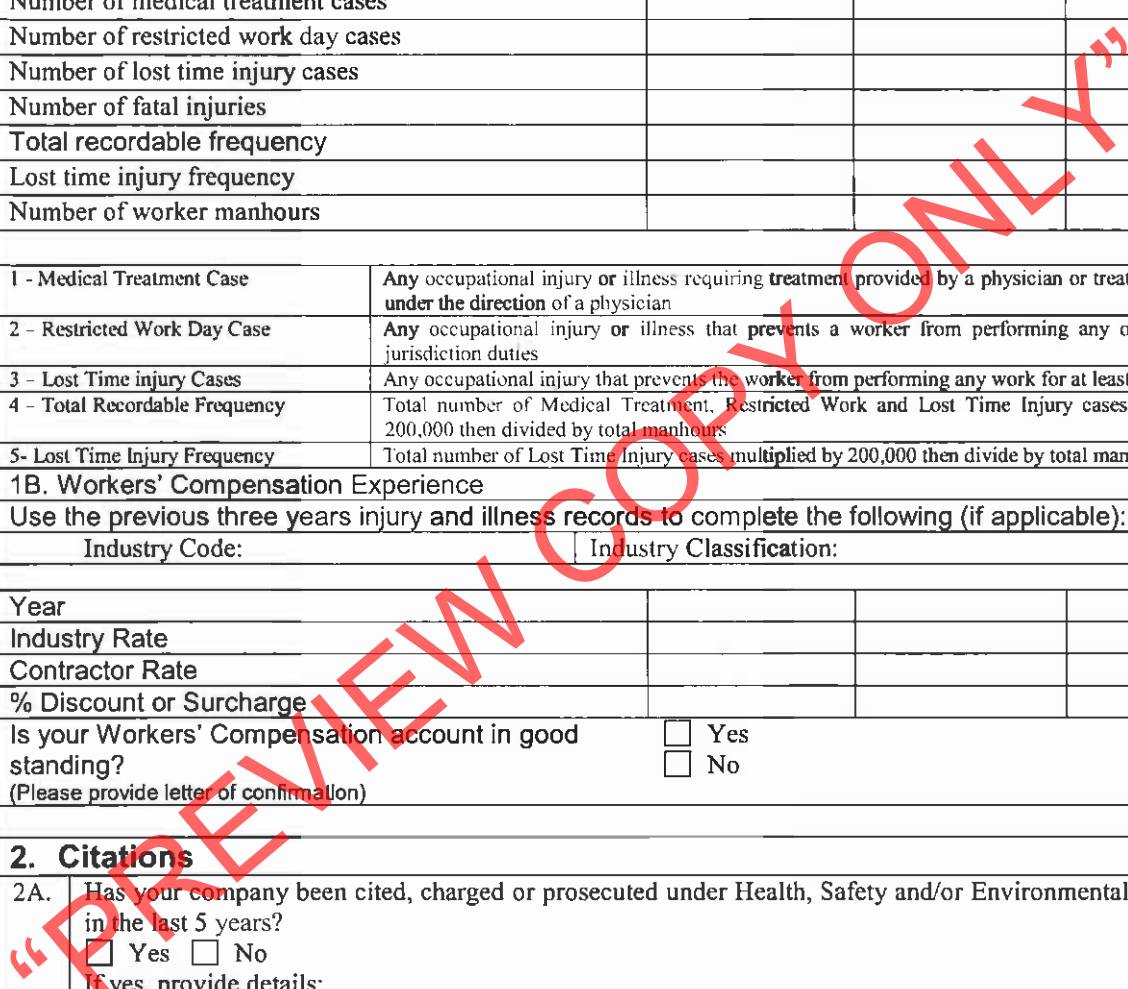 Number of medical treatment cases
Number of restricted work day cases
Number of lost time injury cases
Number of fatal injuries
Total recordable frequency
Lost time injury frequency
Number of worker manhours
1 - Medical Treatment Case Any occupational injury or illness requiring treatment provided by a physician or treat
under the direction of a physician
2 – Restricted Work Day Case Any occupational injury or illness that prevents a worker from performing any o
jurisdiction duties
3 – Lost Time injury Cases Any occupational injury that prevents the worker from performing any work for at least
4 – Total Recordable Frequency Total number of Medical Treatment, Restricted Work and Lost Time Injury cases
200,000 then divided by total manhours
5- Lost Time Injury Frequency Total number of Lost Time Injury cases multiplied by 200,000 then divide by total man
1B. Workers' Compensation Experience
Use the previous three years injury and illness records to complete the following (if applicable):
Industry Code: Industry Classification:
Year
Industry Rate
Contractor Rate
% Discount or Surcharge
Is your Workers' Compensation account in good Yes
standing? No
(Please provide letter of confirmation)
2. Citations
2A. Has your company been cited, charged or prosecuted under Health, Safety and/or Environmental
in the last 5 years?
Yes No
If yes, provide details:
"PREVIEW COPY ONLY"